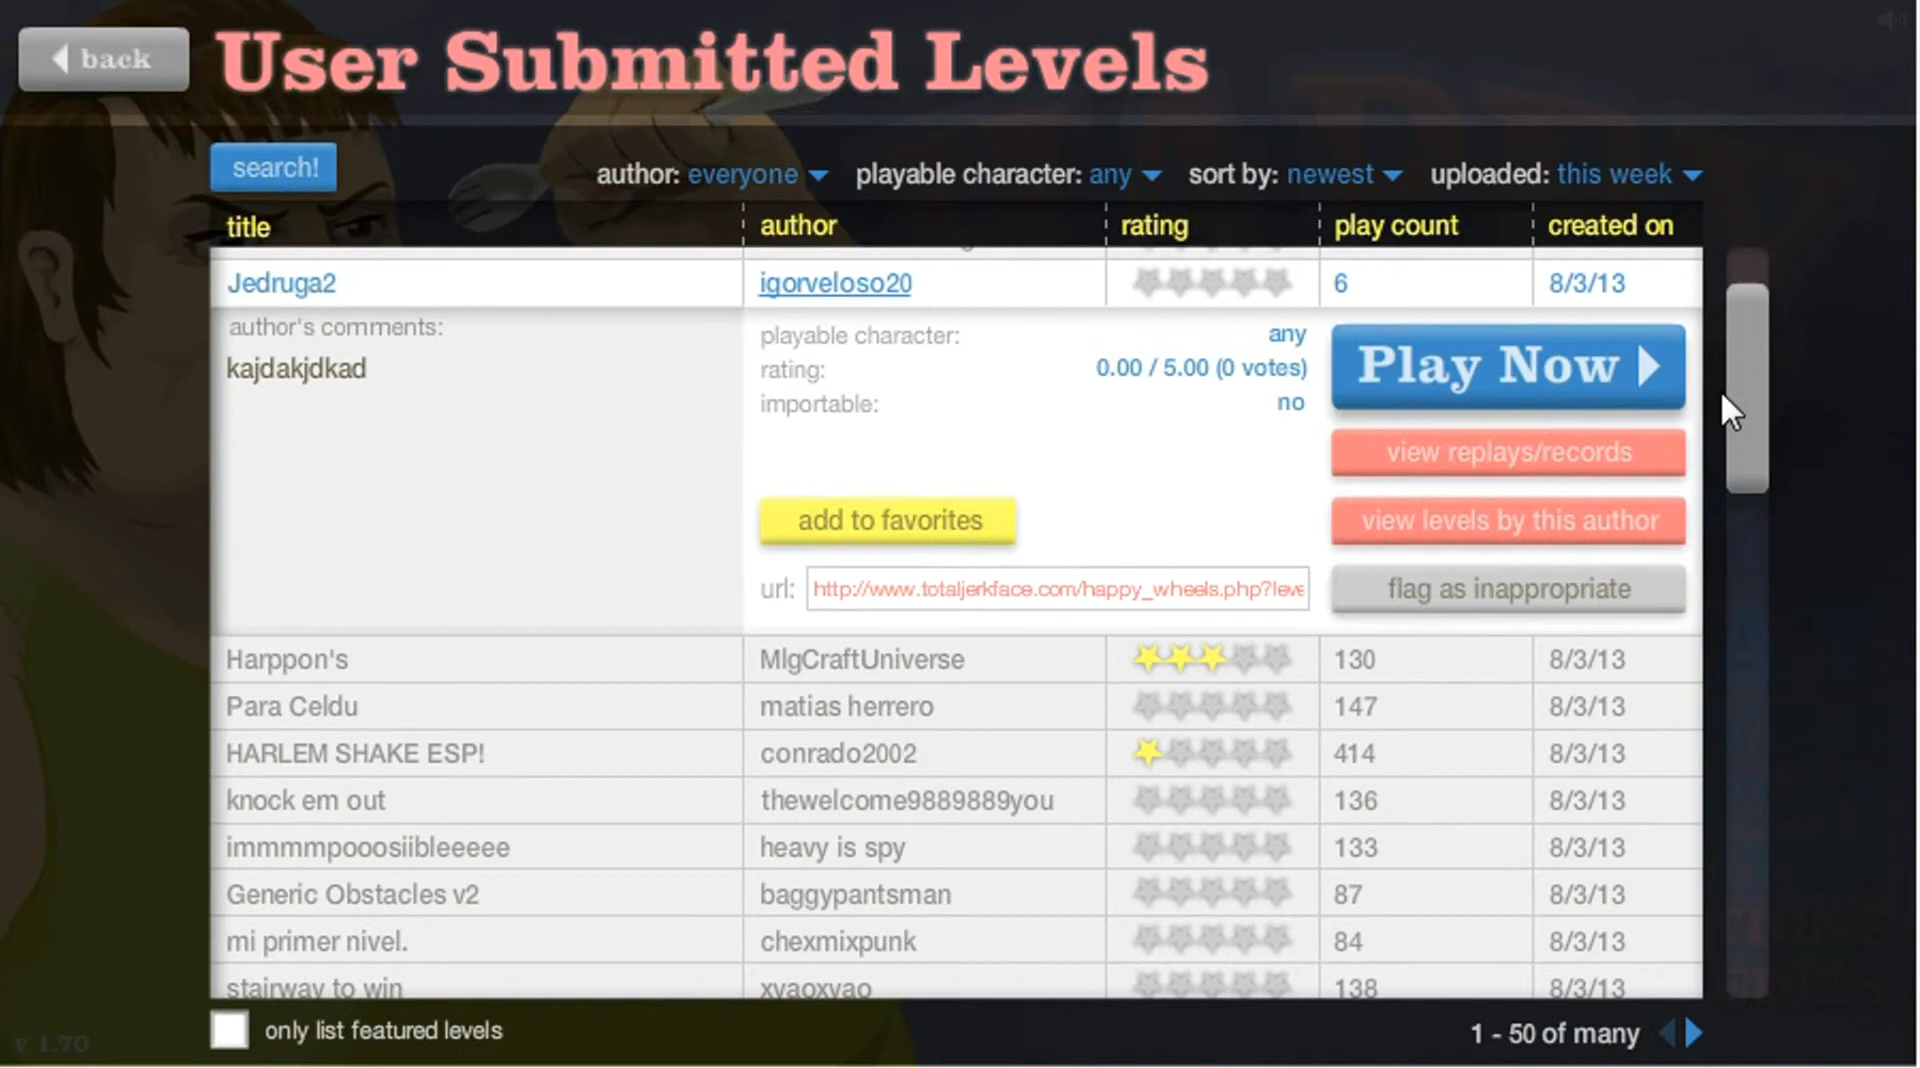 back
User Submitted Levels
search!
author: everyone
playable character: any
sort by: newest
uploaded: this week
title author rating play count created on
Jedruga2 igorveloso20 6 8/3/13
author's comments:
kajdakjdkad
playable character: any
rating: 0.00 / 5.00 (0 votes)
importable: no
Play Now
view replays/records
add to favorites
view levels by this author
url: http://www.totaljerkface.com/happy_wheels.php?leve
flag as inappropriate
Harppon's MlgCraftUniverse 130 8/3/13
Para Celdu matias herrero 147 8/3/13
HARLEM SHAKE ESP! conrado2002 414 8/3/13
knock em out thewelcome9889889you 136 8/3/13
immmmpooosiibleeeee heavy is spy 133 8/3/13
Generic Obstacles v2 baggypantsman 87 8/3/13
mi primer nivel. chexmixpunk 84 8/3/13
stairway to win xyaoxyao 138 8/3/13
only list featured levels
1 - 50 of many
v 1.70